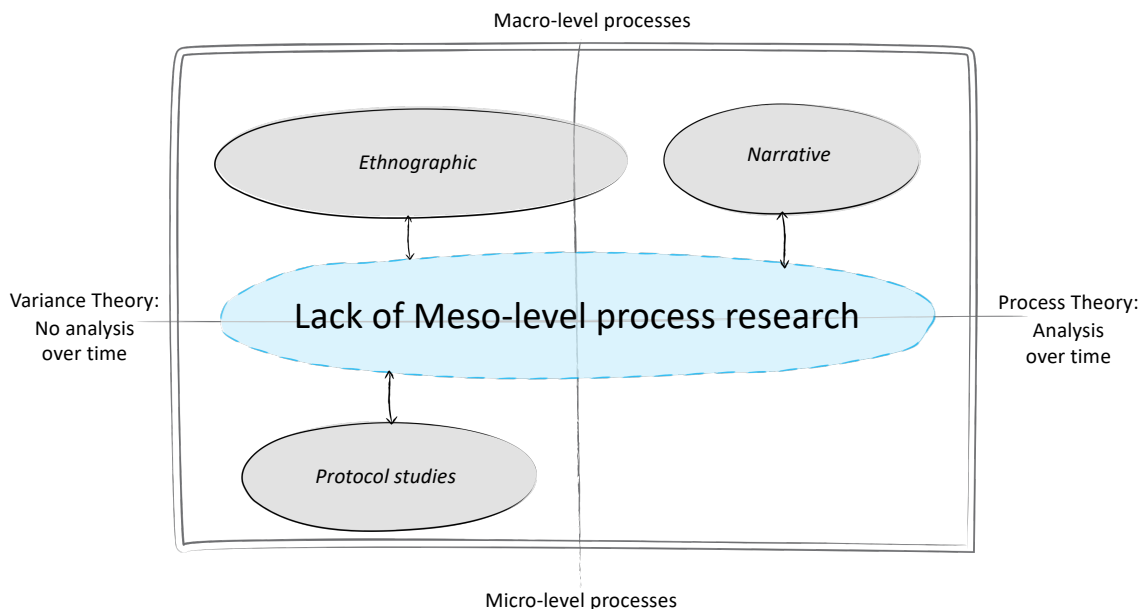 Macro-level processes
Ethnographic
Narrative
Variance Theory:
No analysis
over time
Lack of Meso-level process research
Process Theory:
Analysis
over time
Protocol studies
Micro-level processes